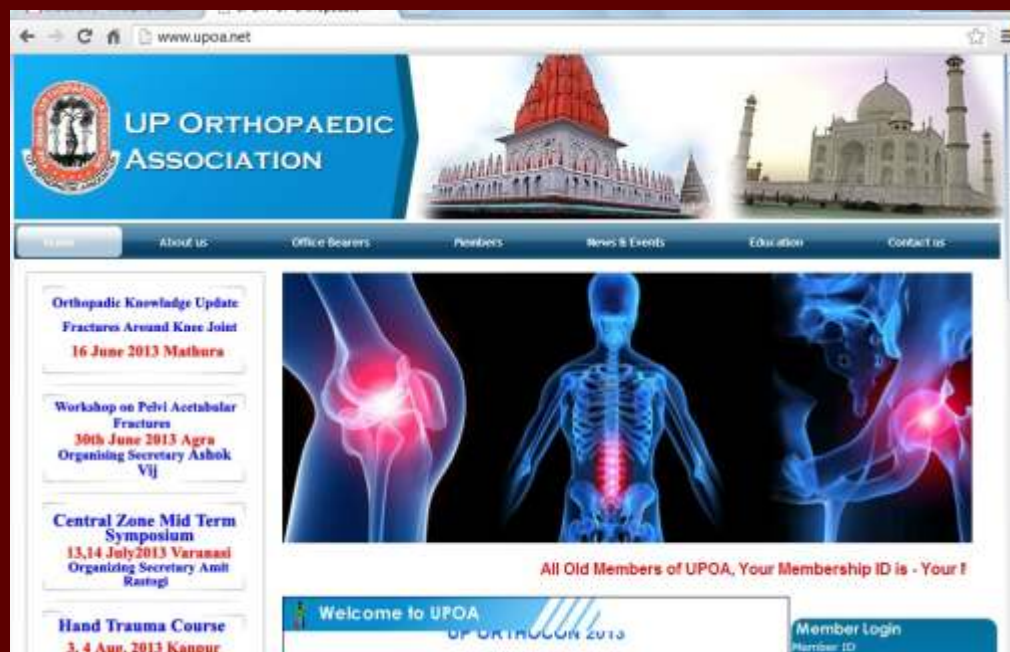 www.upoa.net
UP ORTHOPAEDIC
ASSOCIATION
Home
About us
Office Bearers
Members
News & Events
Education
Contact us
Orthopadic Knowladge Update
Fractures Around Knee Joint
16 June 2013 Mathura
Workshop on Pelvi Acetabular
Fractures
30th June 2013 Agra
Organising Secretary Ashok
Vij
Central Zone Mid Term
Symposium
13,14 July2013 Varanasi
Organizing Secretary Amit
Rastogi
Hand Trauma Course
3, 4 Aug, 2013 Kanpur
All Old Members of UPOA, Your Membership ID is - Your
Welcome to UPOA
UP ORTHOCON 2013
Member Login
Member ID